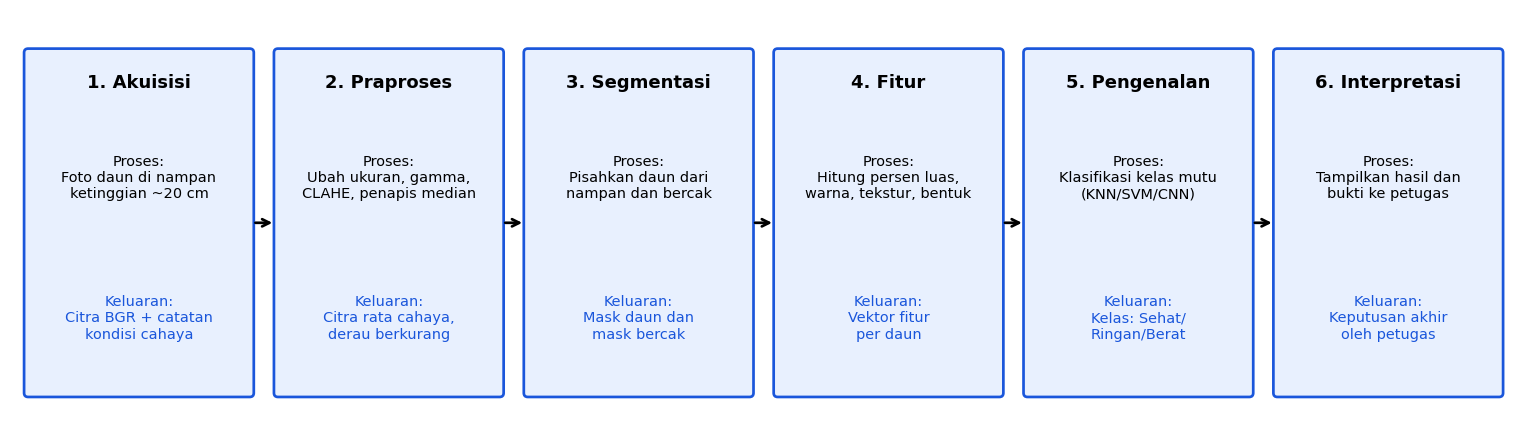 1. Akuisisi
Proses:
Foto daun di nampan
ketinggian ~20 cm
Keluaran:
Citra BGR + catatan
kondisi cahaya
2. Praproses
Proses:
Ubah ukuran, gamma,
CLAHE, penapis median
Keluaran:
Citra rata cahaya,
derau berkurang
3. Segmentasi
Proses:
Pisahkan daun dari
nampan dan bercak
Keluaran:
Mask daun dan
mask bercak
4. Fitur
Proses:
Hitung persen luas,
warna, tekstur, bentuk
Keluaran:
Vektor fitur
per daun
5. Pengenalan
Proses:
Klasifikasi kelas mutu
(KNN/SVM/CNN)
Keluaran:
Kelas: Sehat/
Ringan/Berat
6. Interpretasi
Proses:
Tampilkan hasil dan
bukti ke petugas
Keluaran:
Keputusan akhir
oleh petugas